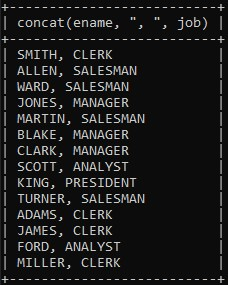 concat(ename, ", ", job)
SMITH, CLERK
ALLEN, SALESMAN
WARD, SALESMAN
JONES, MANAGER
MARTIN, SALESMAN
BLAKE, MANAGER
CLARK, MANAGER
SCOTT, ANALYST
KING, PRESIDENT
TURNER, SALESMAN
ADAMS, CLERK
JAMES, CLERK
FORD, ANALYST
MILLER, CLERK